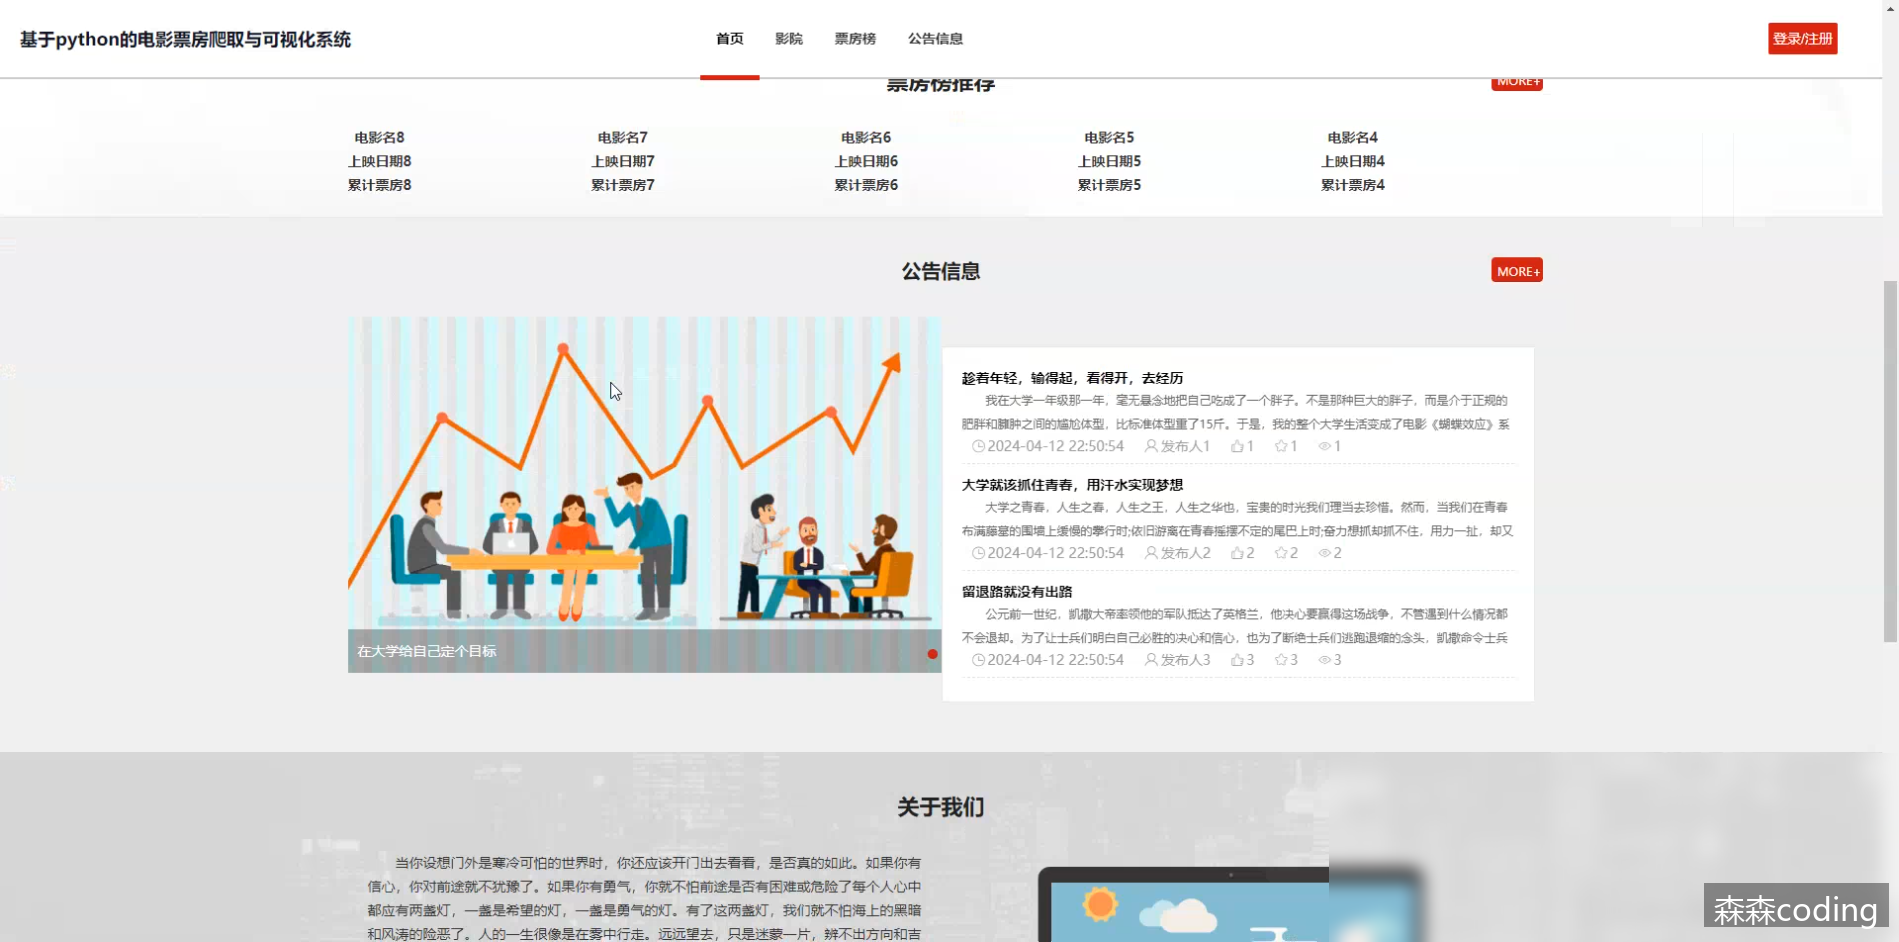 基于python的电影票房爬取与可视化系统
首页 影院 票房榜 公告信息
登录/注册
票房榜推荐
MORE+
电影名8 电影名7 电影名6 电影名5 电影名4
上映日期8 上映日期7 上映日期6 上映日期5 上映日期4
累计票房8 累计票房7 累计票房6 累计票房5 累计票房4
公告信息
MORE+
在大学给自己定个目标
趁着年轻，输得起，看得开，去经历
我在大学一年级那一年，毫无悬念地把自己吃成了一个胖子。不是那种巨大的胖子，而是介于正规的
肥胖和臃肿之间的尴尬体型，比标准体型重了15斤。于是，我的整个大学生活变成了电影《蝴蝶效应》系
2024-04-12 22:50:54 发布人1 1 1 1
大学就该抓住青春，用汗水实现梦想
大学之青春，人生之春，人生之王，人生之华也，宝贵的时光我们理当去珍惜。然而，当我们在青春
布满藤蔓的围墙上缓慢的攀行时;依旧游离在青春摇摆不定的尾巴上时;奋力想抓却抓不住，用力一扯，却又
2024-04-12 22:50:54 发布人2 2 2 2
留退路就没有出路
公元前一世纪，凯撒大帝率领他的军队抵达了英格兰，他决心要赢得这场战争，不管遇到什么情况都
不会退却。为了让士兵们明白自己必胜的决心和信心，也为了断绝士兵们逃跑退缩的念头，凯撒命令士兵
2024-04-12 22:50:54 发布人3 3 3 3
关于我们
当你设想门外是寒冷可怕的世界时，你还应该开门出去看看，是否真的如此。如果你有
信心，你对前途就不犹豫了。如果你有勇气，你就不怕前途是否有困难或危险了每个人心中
都应有两盏灯，一盏是希望的灯，一盏是勇气的灯。有了这两盏灯，我们就不怕海上的黑暗
和风涛的险恶了。人的一生很像是在雾中行走。远远望去，只是迷蒙一片，辨不出方向和吉
森森coding